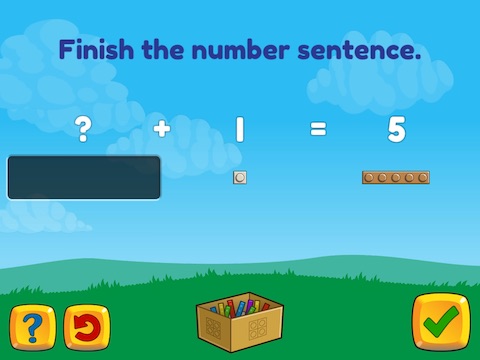 Finish the number sentence.
? + 1 = 5
?